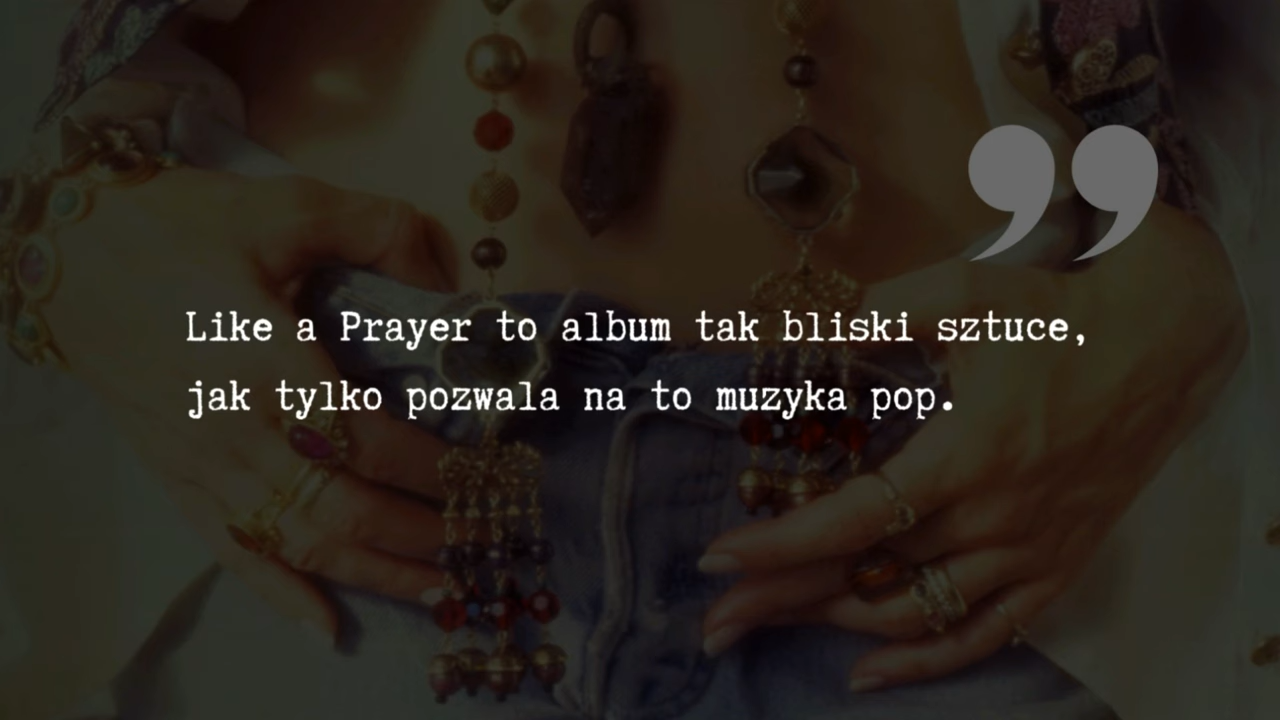 Like a Prayer to album tak bliski sztuce,
jak tylko pozwala na to muzyka pop.